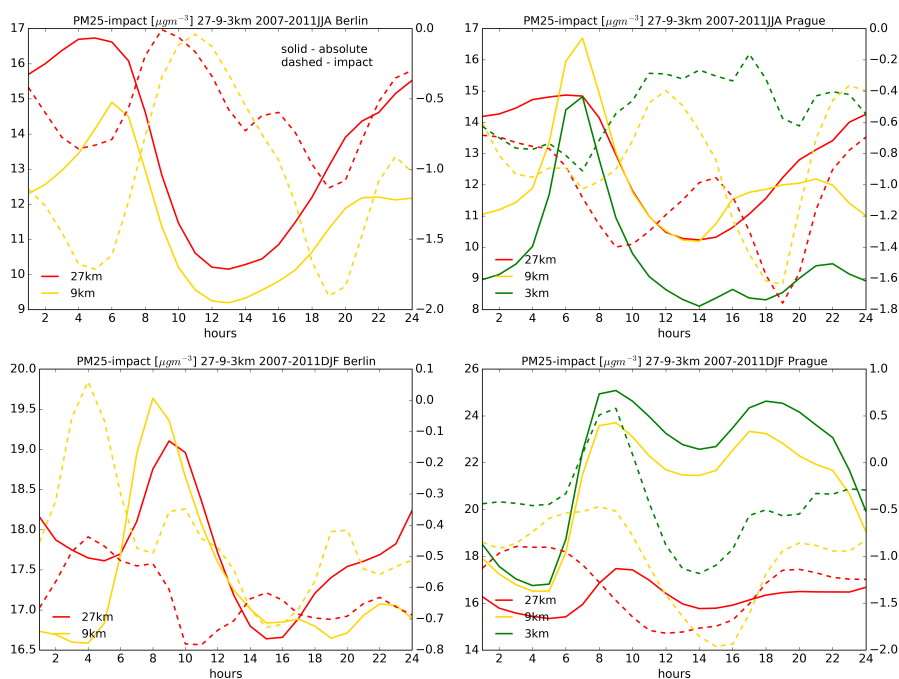 PM25-impact [μgm⁻³] 27-9-3km 2007-2011JJA Berlin
17 0.0
16
15 −0.5
14
13 −1.0
12
11 −1.5
10
9 −2.0
solid - absolute
dashed - impact
27km
9km
2 4 6 8 10 12 14 16 18 20 22 24
hours
PM25-impact [μgm⁻³] 27-9-3km 2007-2011JJA Prague
17 0.0
16 −0.2
15 −0.4
14 −0.6
13 −0.8
12 −1.0
11 −1.2
10 −1.4
9 −1.6
8 −1.8
27km
9km
3km
2 4 6 8 10 12 14 16 18 20 22 24
hours
PM25-impact [μgm⁻³] 27-9-3km 2007-2011DJF Berlin
20.0 0.1
19.5 0.0
19.0 −0.1
18.5 −0.2
18.0 −0.3
17.5 −0.4
17.0 −0.5
16.5 −0.6
−0.7
−0.8
27km
9km
2 4 6 8 10 12 14 16 18 20 22 24
hours
PM25-impact [μgm⁻³] 27-9-3km 2007-2011DJF Prague
26 1.0
24 0.5
22 0.0
20 −0.5
18 −1.0
16 −1.5
14 −2.0
27km
9km
3km
2 4 6 8 10 12 14 16 18 20 22 24
hours